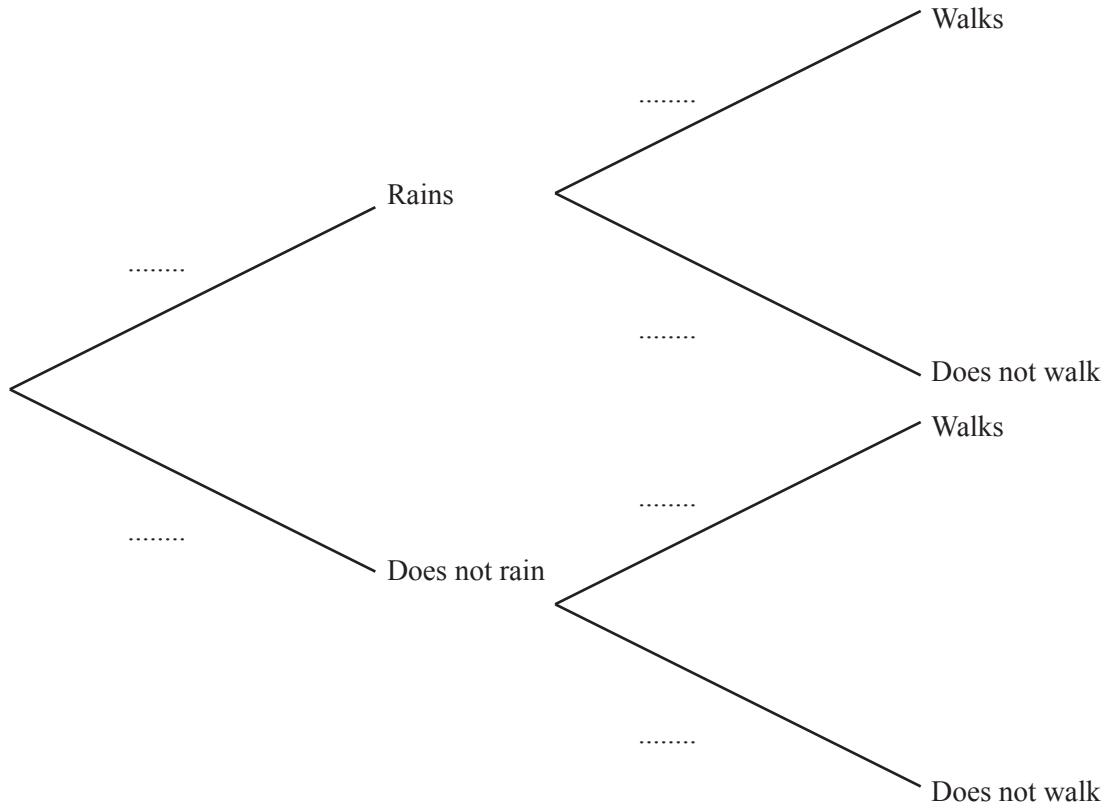 Walks
........
Rains
........
........
Does not walk
Walks
........
........
Does not rain
........
Does not walk